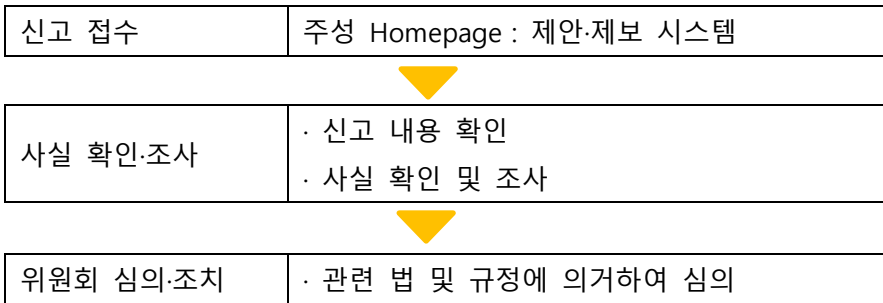 신고 접수 주성 Homepage : 제안·제보 시스템
사실 확인·조사
· 신고 내용 확인
· 사실 확인 및 조사
위원회 심의·조치 · 관련 법 및 규정에 의거하여 심의